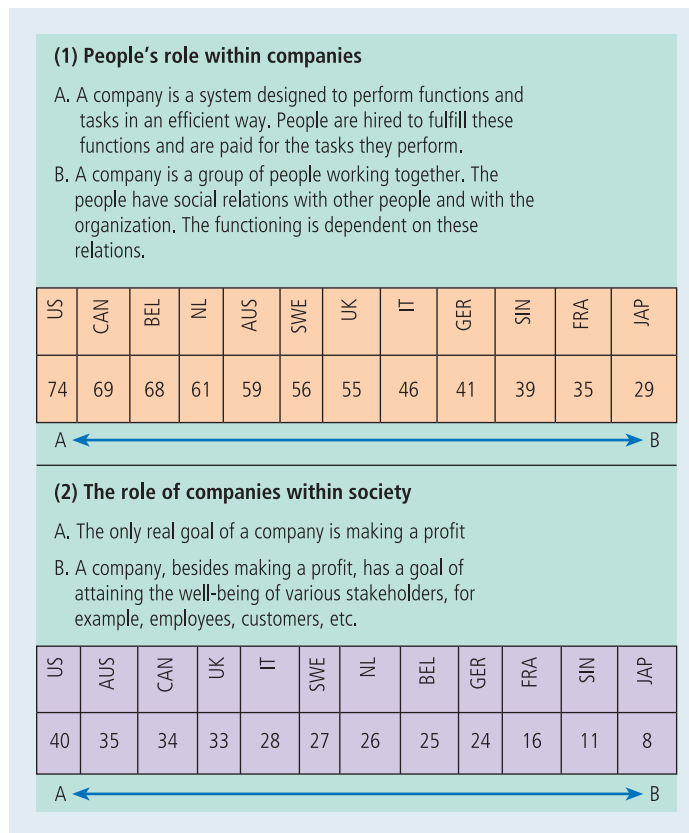 (1) People's role within companies
A. A company is a system designed to perform functions and
tasks in an efficient way. People are hired to fulfill these
functions and are paid for the tasks they perform.
B. A company is a group of people working together. The
people have social relations with other people and with the
organization. The functioning is dependent on these
relations.
US CAN BEL NL AUS SWE UK IT GER SIN FRA JAP
74 69 68 61 59 56 55 46 41 39 35 29
A B
(2) The role of companies within society
A. The only real goal of a company is making a profit
B. A company, besides making a profit, has a goal of
attaining the well-being of various stakeholders, for
example, employees, customers, etc.
US AUS CAN UK IT SWE NL BEL GER FRA SIN JAP
40 35 34 33 28 27 26 25 24 16 11 8
A B